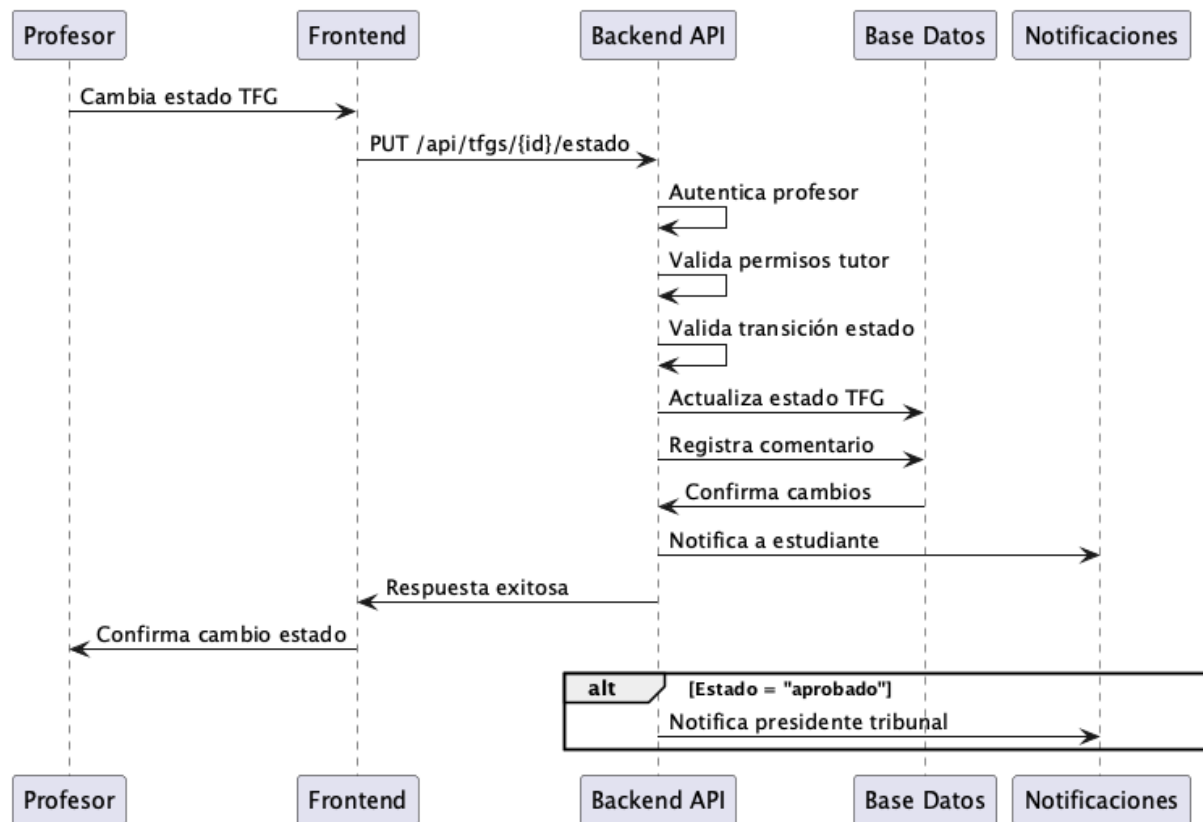 Profesor
Frontend
Backend API
Base Datos
Notificaciones
Cambia estado TFG
PUT /api/tfgs/{id}/estado
Autentica profesor
Valida permisos tutor
Valida transición estado
Actualiza estado TFG
Registra comentario
Confirma cambios
Notifica a estudiante
Respuesta exitosa
Confirma cambio estado
alt
[Estado = "aprobado"]
Notifica presidente tribunal
Profesor
Frontend
Backend API
Base Datos
Notificaciones